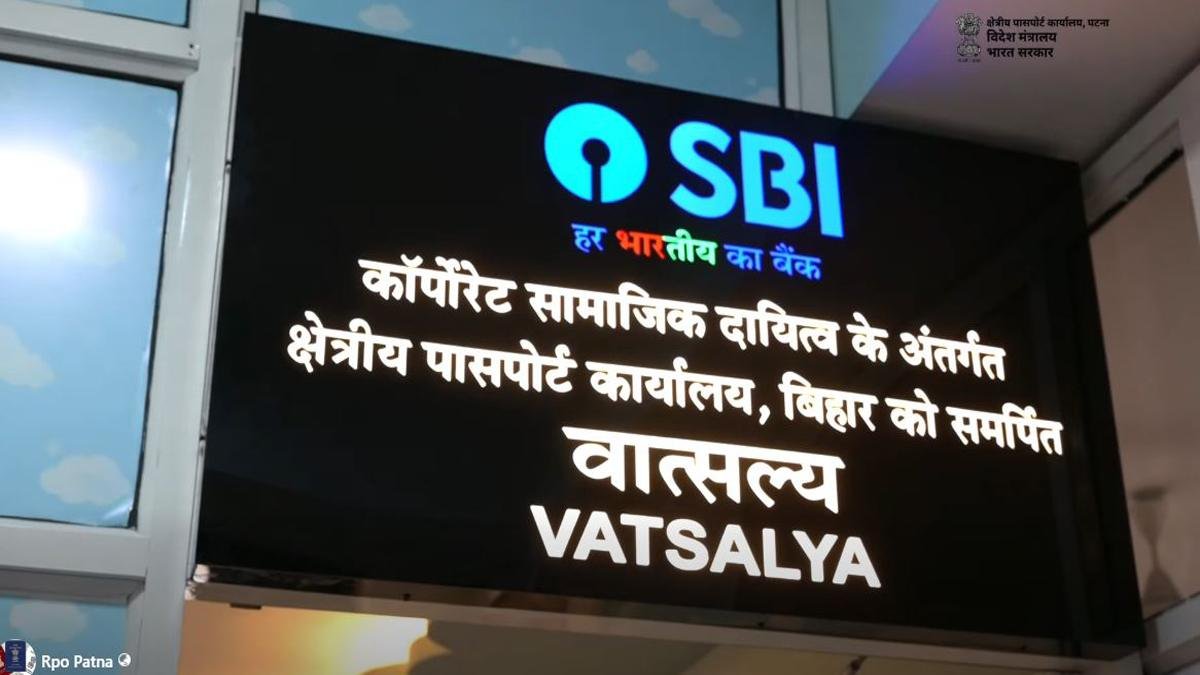 क्षेत्रीय पासपोर्ट कार्यालय, पटना
विदेश मंत्रालय
भारत सरकार
SBI
हर भारतीय का बैंक
कॉर्पोरेट सामाजिक दायित्व के अंतर्गत
क्षेत्रीय पासपोर्ट कार्यालय, बिहार को समर्पित
वात्सल्य
VATSALYA
Rpo Patna